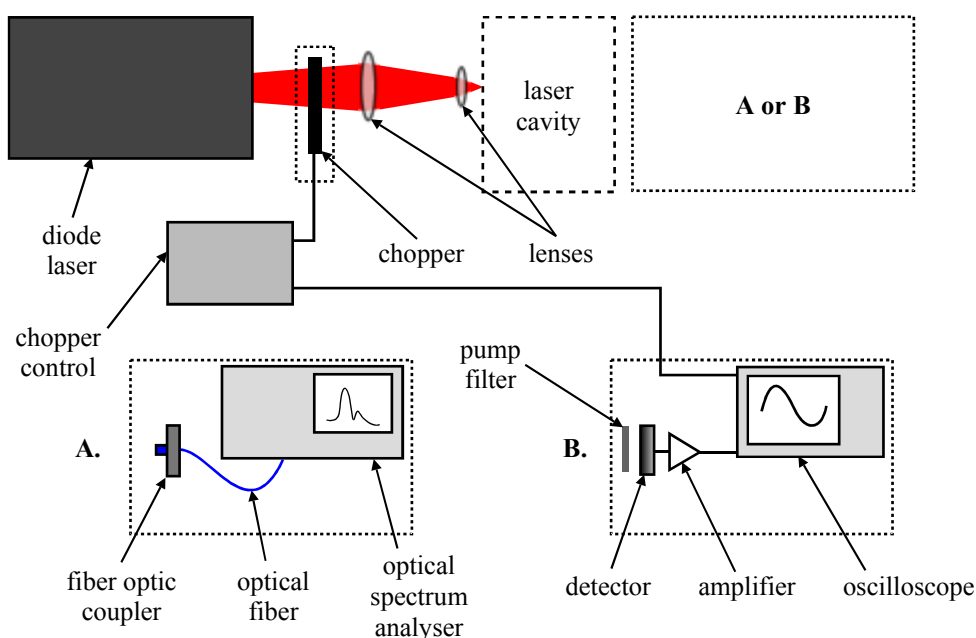 laser
cavity
A or B
diode
laser
chopper
lenses
chopper
control
pump
filter
A.
B.
fiber optic
coupler
optical
fiber
optical
spectrum
analyser
detector
amplifier
oscilloscope